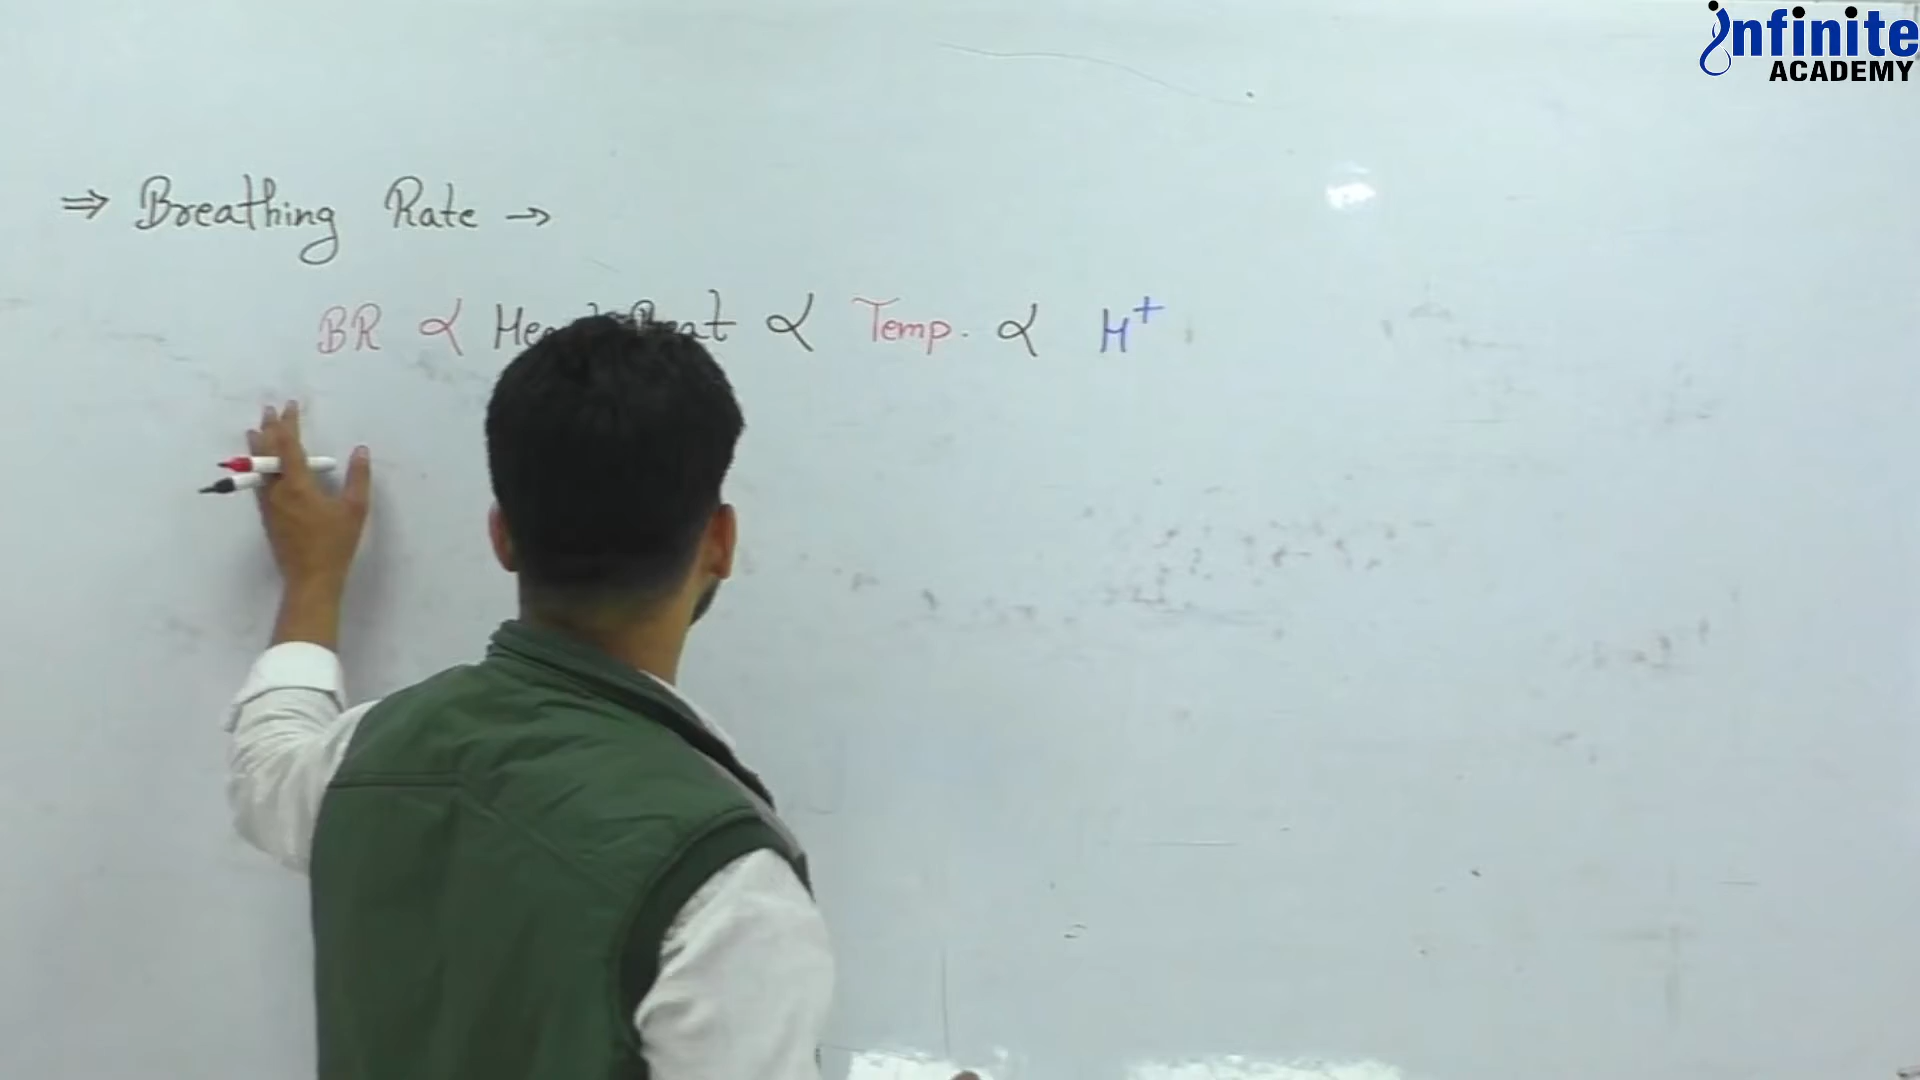 infinite
ACADEMY
⇒ Breathing Rate →
BR ∝ Heart Beat ∝ Temp. ∝ H⁺